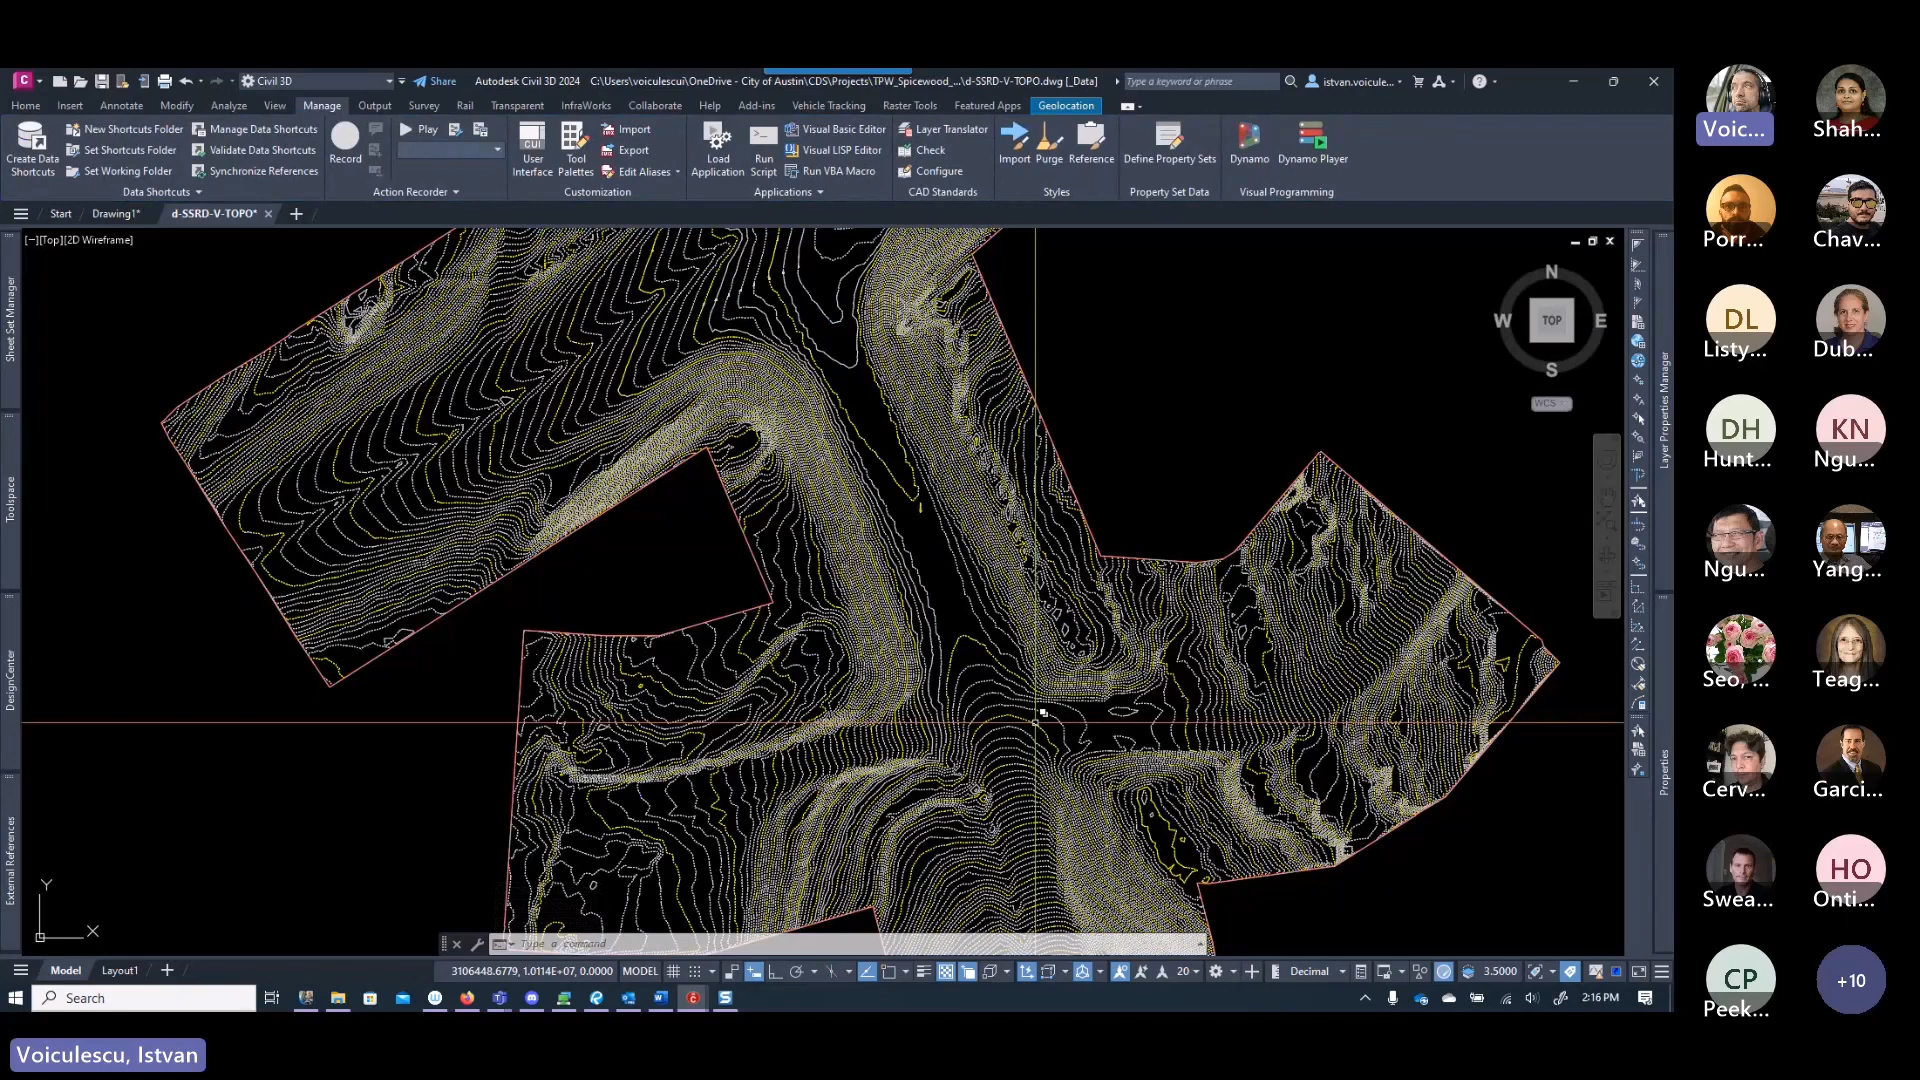 Civil 3D
Share
Autodesk Civil 3D 2024 C:\Users\voiculescui\OneDrive - City of Austin\CDS\Projects\TPW_Spicewood_...\d-SSRD-V-TOPO.dwg [_Data]
Type a keyword or phrase
istvan.voicule...
Home Insert Annotate Modify Analyze View Manage Output Survey Rail Transparent InfraWorks Collaborate Help Add-ins Vehicle Tracking Raster Tools Featured Apps Geolocation
Create Data Shortcuts
New Shortcuts Folder
Set Shortcuts Folder
Set Working Folder
Manage Data Shortcuts
Validate Data Shortcuts
Synchronize References
Data Shortcuts
Record
Play
Action Recorder
CUI
User Interface
Tool Palettes
Import
Export
Edit Aliases
Customization
Load Application
Run Script
Visual Basic Editor
Visual LISP Editor
Run VBA Macro
Applications
Layer Translator
Check
Configure
CAD Standards
Import
Purge
Reference
Styles
Define Property Sets
Property Set Data
Dynamo
Dynamo Player
Visual Programming
Start Drawing1* d-SSRD-V-TOPO*
[−][Top][2D Wireframe]
N
W TOP E
S
WCS
Sheet Set Manager
Toolspace
DesignCenter
External References
Layer Properties Manager
Properties
Y
X
Type a command
Model Layout1
3106448.6779, 1.0114E+07, 0.0000 MODEL
20
Decimal
3.5000
Search
2:16 PM
Voic...
Shah...
Porr...
Chav...
DL
Listy...
Dub...
DH
Hunt...
KN
Ngu...
Ngu...
Yang...
Seo, ...
Teag...
Cerv...
Garci...
Swea...
HO
Onti...
CP
Peek...
+10
Voiculescu, Istvan